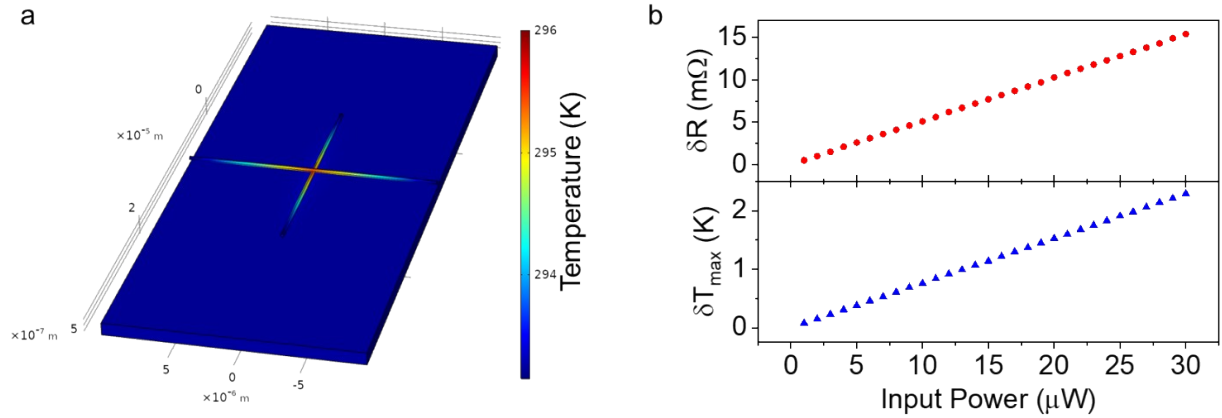 a
296
295
294
Temperature (K)
0
×10⁻⁵ m
2
×10⁻⁷ m
5
5
0
-5
×10⁻⁶ m
b
15
10
5
0
δR (mΩ)
2
1
0
δTmax (K)
0 5 10 15 20 25 30
Input Power (μW)